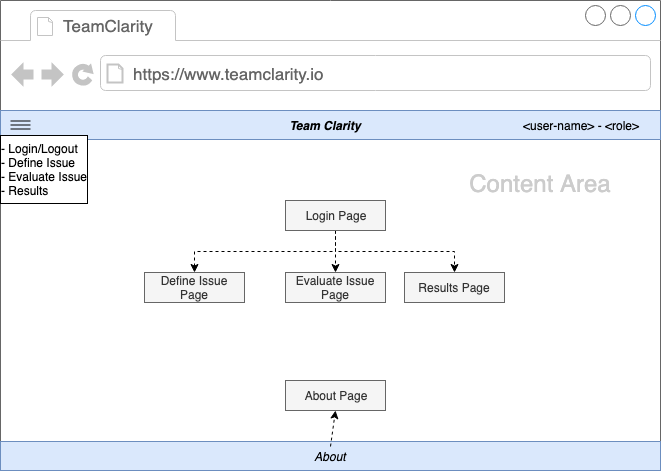 TeamClarity
https://www.teamclarity.io
Team Clarity
<user-name> - <role>
- Login/Logout
- Define Issue
- Evaluate Issue
- Results
Content Area
Login Page
Define Issue
Page
Evaluate Issue
Page
Results Page
About Page
About